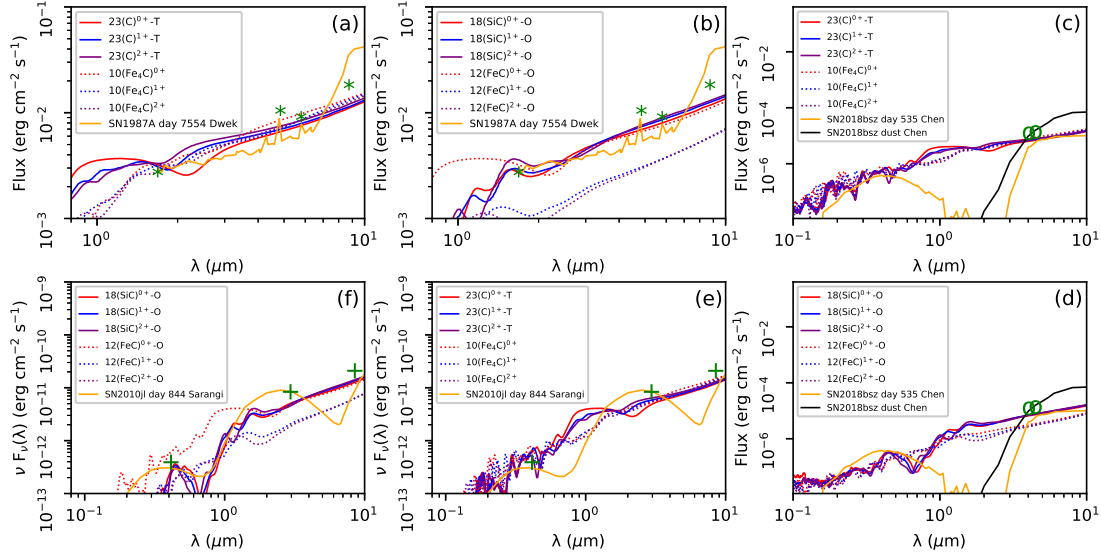 (a)
23(C)⁰⁺-T
23(C)¹⁺-T
23(C)²⁺-T
10(Fe₄C)⁰⁺
10(Fe₄C)¹⁺
10(Fe₄C)²⁺
SN1987A day 7554 Dwek
Flux (erg cm⁻² s⁻¹)
10⁻¹
10⁻²
10⁻³
10⁰
10¹
λ (μm)
(b)
18(SiC)⁰⁺-O
18(SiC)¹⁺-O
18(SiC)²⁺-O
12(FeC)⁰⁺-O
12(FeC)¹⁺-O
12(FeC)²⁺-O
SN1987A day 7554 Dwek
Flux (erg cm⁻² s⁻¹)
10⁻¹
10⁻²
10⁻³
10⁰
10¹
λ (μm)
(c)
23(C)⁰⁺-T
23(C)¹⁺-T
23(C)²⁺-T
10(Fe₄C)⁰⁺
10(Fe₄C)¹⁺
10(Fe₄C)²⁺
SN2018bsz day 535 Chen
SN2018bsz dust Chen
Flux (erg cm⁻² s⁻¹)
10⁻²
10⁻⁴
10⁻⁶
10⁻¹
10⁰
10¹
λ (μm)
(f)
18(SiC)⁰⁺-O
18(SiC)¹⁺-O
18(SiC)²⁺-O
12(FeC)⁰⁺-O
12(FeC)¹⁺-O
12(FeC)²⁺-O
SN2010jl day 844 Sarangi
ν Fᵥ(λ) (erg cm⁻² s⁻¹)
10⁻⁹
10⁻¹⁰
10⁻¹¹
10⁻¹²
10⁻¹³
10⁻¹
10⁰
10¹
λ (μm)
(e)
23(C)⁰⁺-T
23(C)¹⁺-T
23(C)²⁺-T
10(Fe₄C)⁰⁺
10(Fe₄C)¹⁺
10(Fe₄C)²⁺
SN2010jl day 844 Sarangi
ν Fᵥ(λ) (erg cm⁻² s⁻¹)
10⁻⁹
10⁻¹⁰
10⁻¹¹
10⁻¹²
10⁻¹³
10⁻¹
10⁰
10¹
λ (μm)
(d)
18(SiC)⁰⁺-O
18(SiC)¹⁺-O
18(SiC)²⁺-O
12(FeC)⁰⁺-O
12(FeC)¹⁺-O
12(FeC)²⁺-O
SN2018bsz day 535 Chen
SN2018bsz dust Chen
Flux (erg cm⁻² s⁻¹)
10⁻²
10⁻⁴
10⁻⁶
10⁻¹
10⁰
10¹
λ (μm)